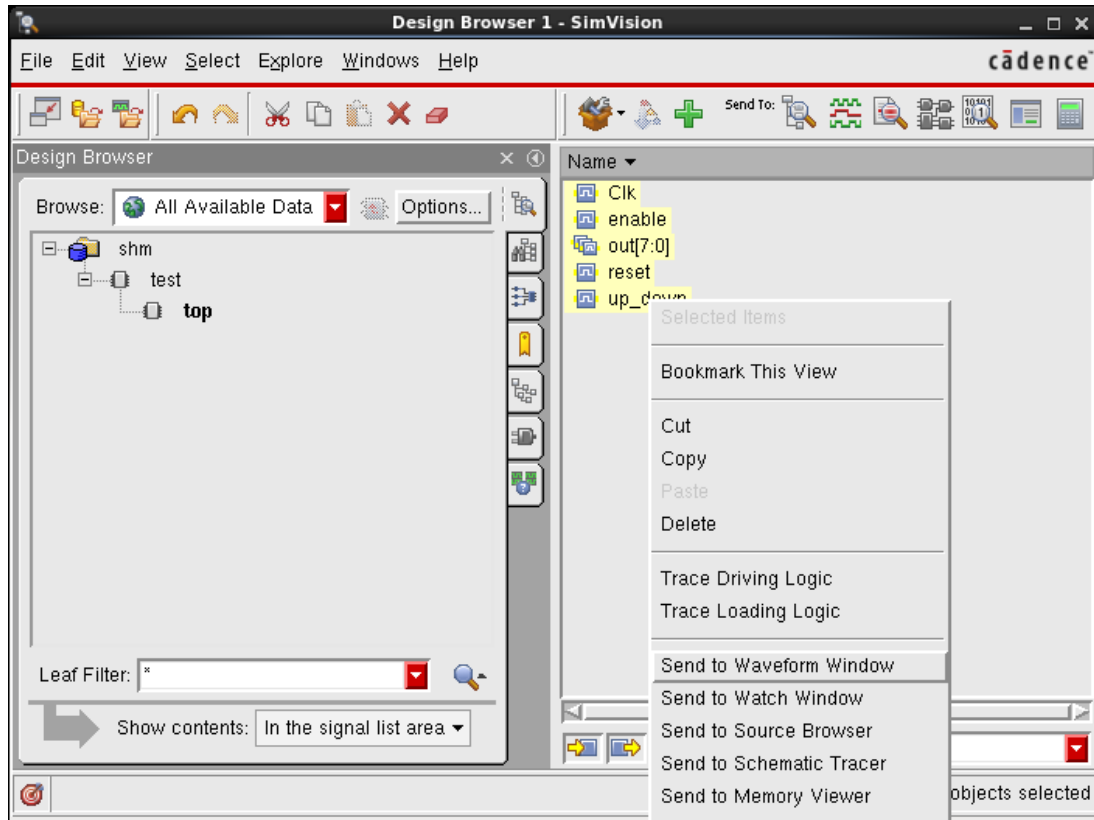 Design Browser 1 - SimVision
File Edit View Select Explore Windows Help
cādence
Send To:
Design Browser
Name
Browse: All Available Data Options...
shm
test
top
Clk
enable
out[7:0]
reset
up_down
Selected Items
Bookmark This View
Cut
Copy
Paste
Delete
Trace Driving Logic
Trace Loading Logic
Send to Waveform Window
Send to Watch Window
Send to Source Browser
Send to Schematic Tracer
Send to Memory Viewer
Leaf Filter: *
Show contents: In the signal list area
objects selected